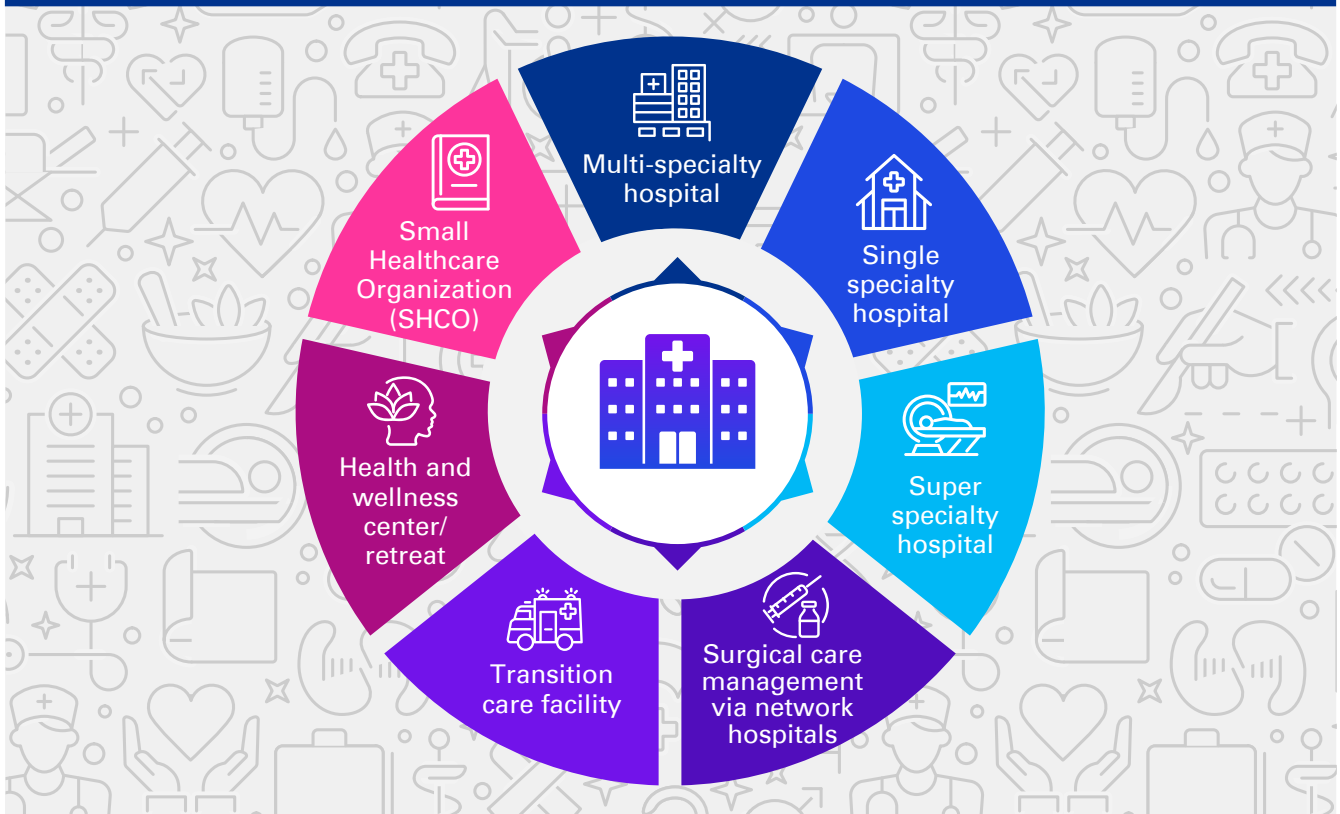 Multi-specialty
hospital
Single
specialty
hospital
Super
specialty
hospital
Surgical care
management
via network
hospitals
Transition
care facility
Health and
wellness
center/
retreat
Small
Healthcare
Organization
(SHCO)